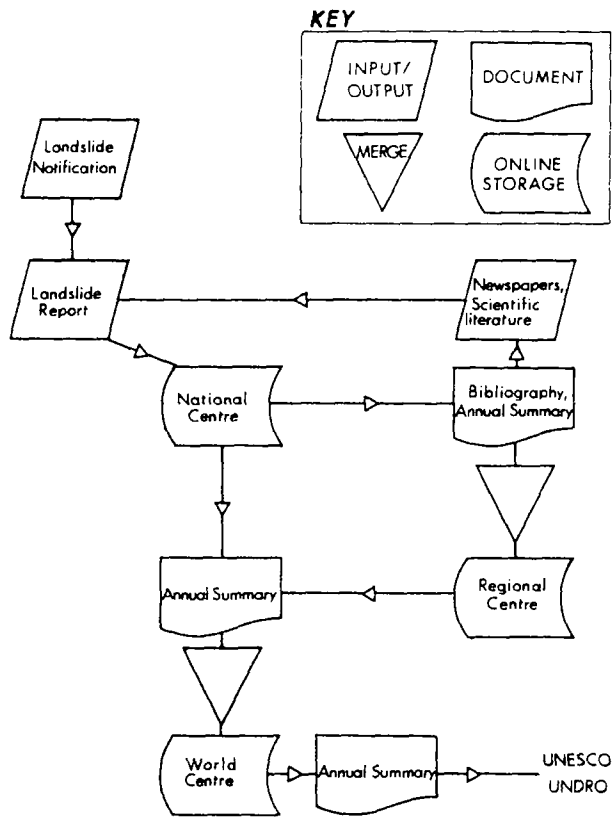 KEY
INPUT/
OUTPUT
DOCUMENT
MERGE
ONLINE
STORAGE
Landslide
Notification
Landslide
Report
Newspapers,
Scientific
literature
National
Centre
Bibliography,
Annual Summary
Annual Summary
Regional
Centre
World
Centre
Annual Summary
UNESCO
UNDRO